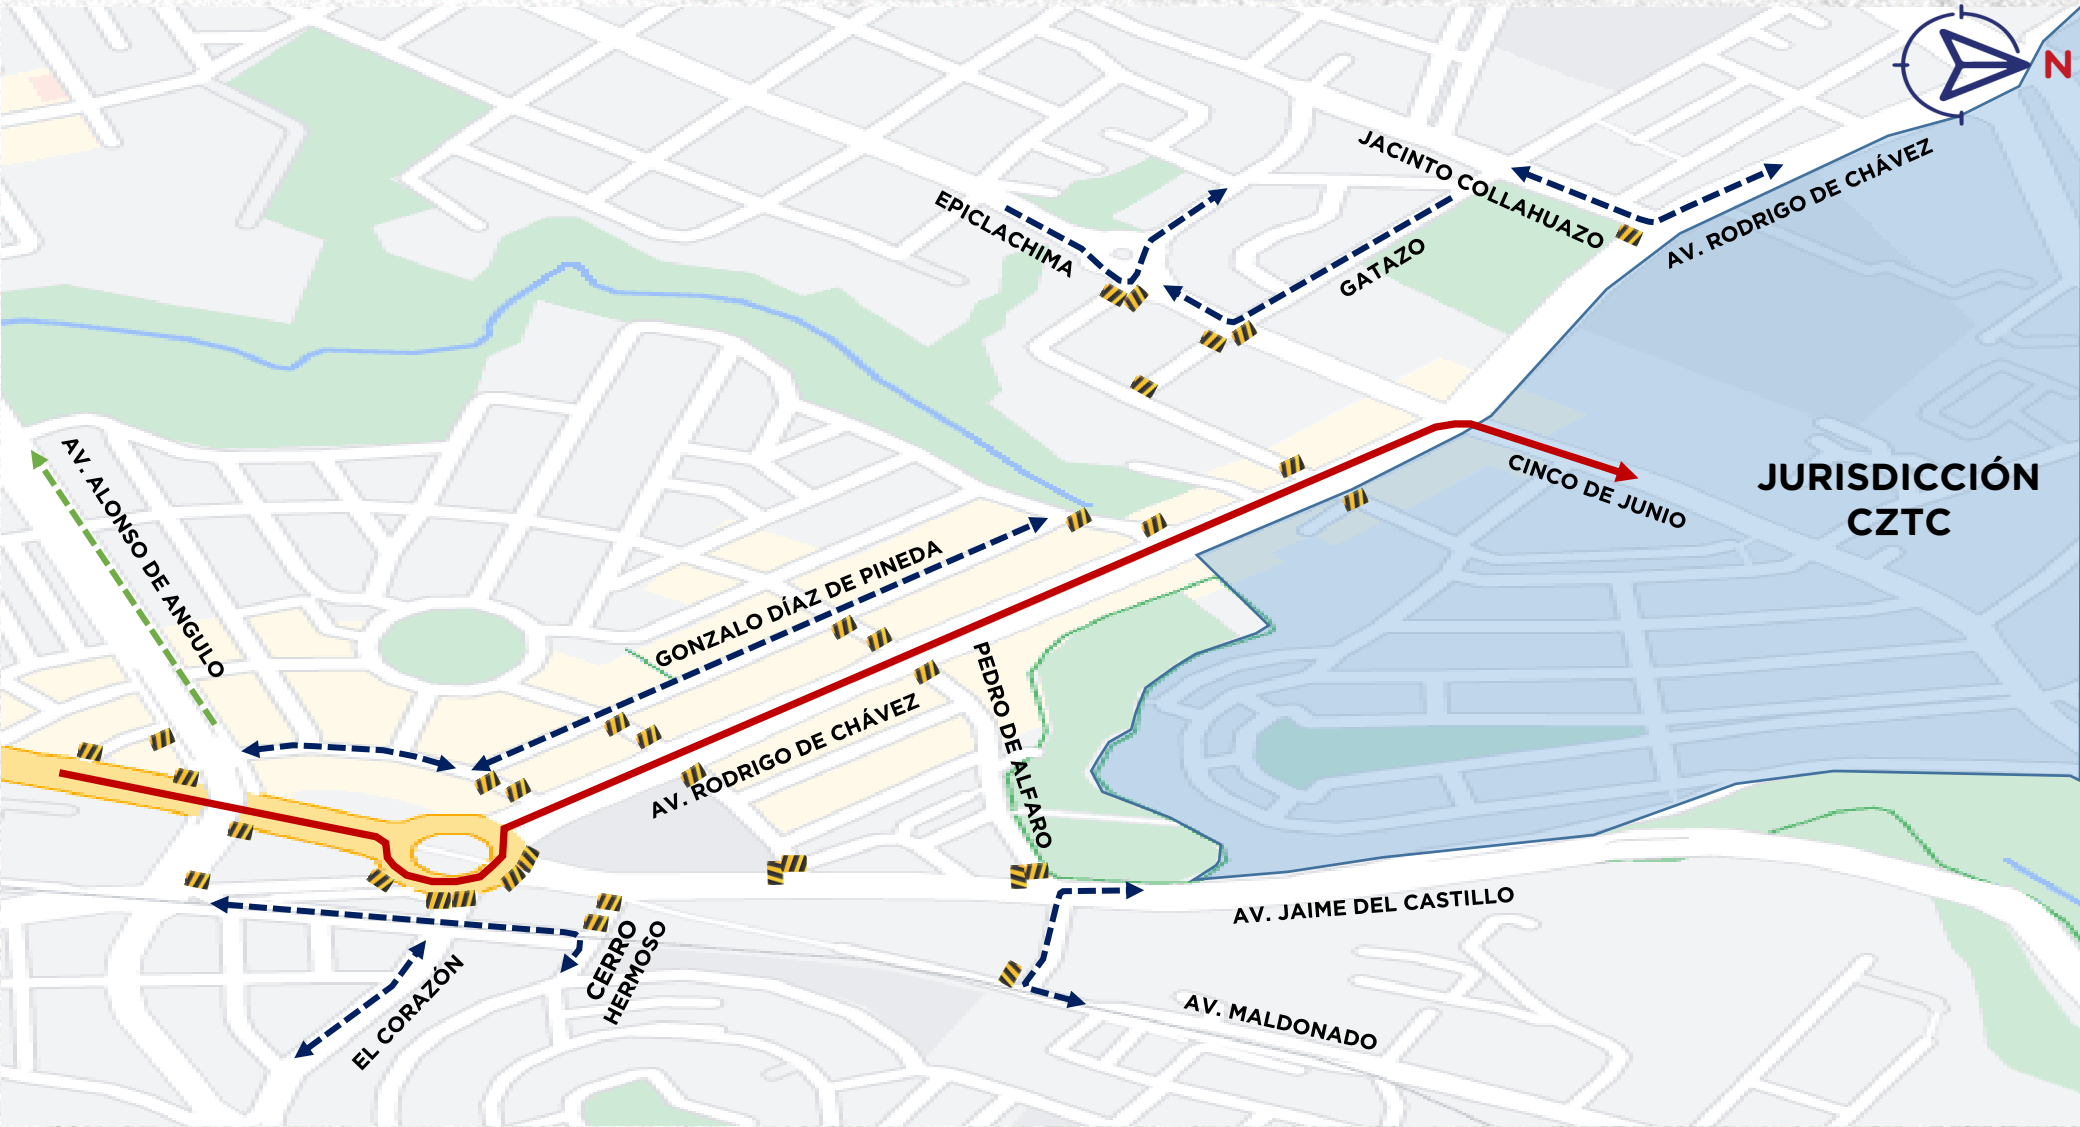 N
JACINTO COLLAHUAZO
AV. RODRIGO DE CHÁVEZ
EPICLACHIMA
GATAZO
AV. ALONSO DE ANGULO
CINCO DE JUNIO
JURISDICCIÓN
CZTC
GONZALO DÍAZ DE PINEDA
PEDRO DE ALFARO
AV. RODRIGO DE CHÁVEZ
AV. JAIME DEL CASTILLO
CERRO
HERMOSO
EL CORAZÓN
AV. MALDONADO